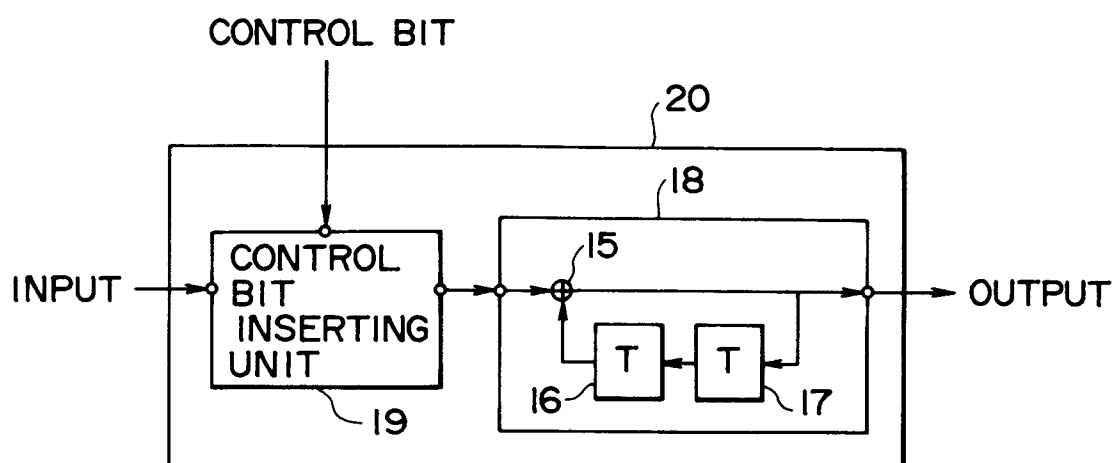 CONTROL BIT
20
18
15
INPUT
CONTROL
BIT
INSERTING
UNIT
OUTPUT
T
T
16
17
19